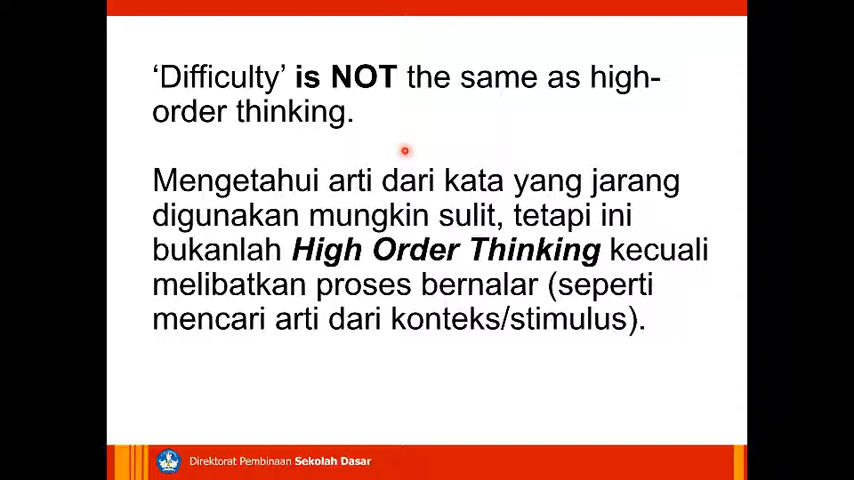 ‘Difficulty’ is NOT the same as high-
order thinking.
Mengetahui arti dari kata yang jarang
digunakan mungkin sulit, tetapi ini
bukanlah High Order Thinking kecuali
melibatkan proses bernalar (seperti
mencari arti dari konteks/stimulus).
Direktorat Pembinaan Sekolah Dasar